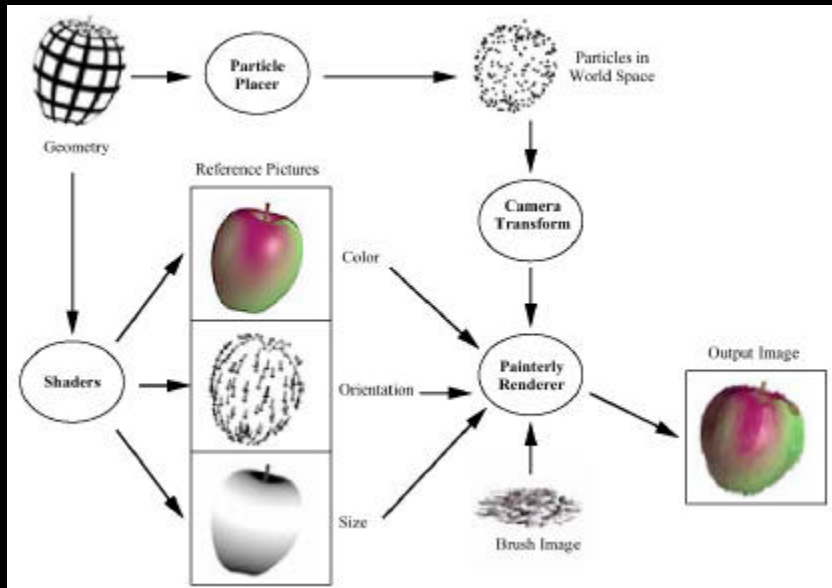 Particle
Placer
Particles in
World Space
Geometry
Reference Pictures
Camera
Transform
Color
Shaders
Orientation
Painterly
Renderer
Output Image
Size
Brush Image